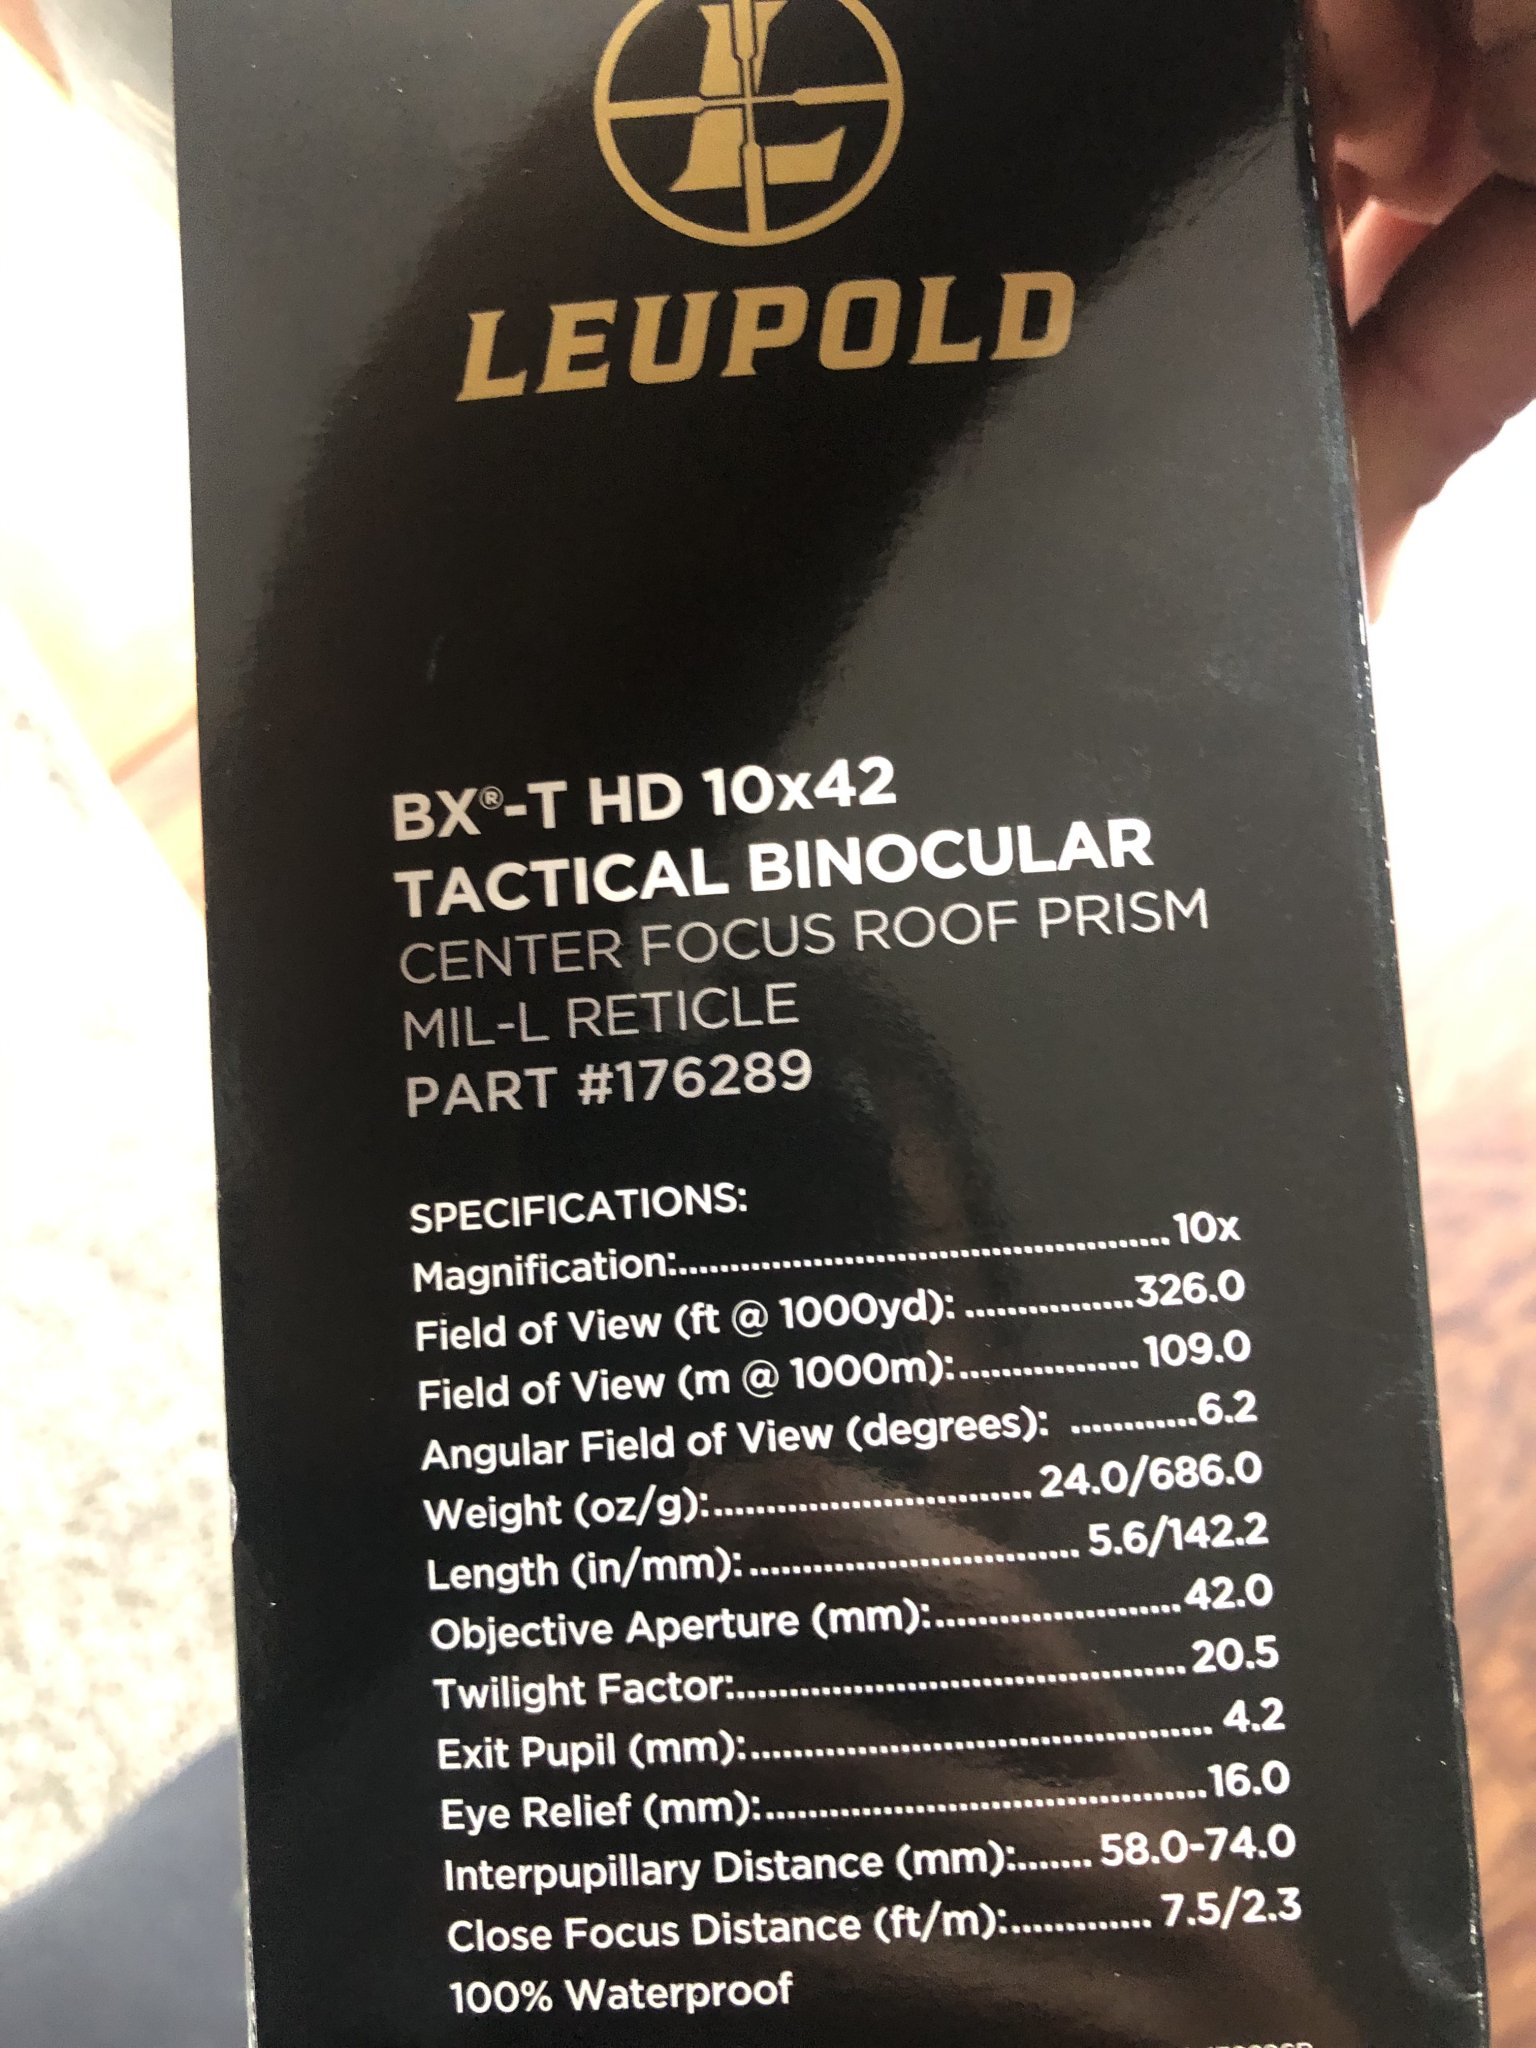 L
LEUPOLD
BX®-T HD 10x42
TACTICAL BINOCULAR
CENTER FOCUS ROOF PRISM
MIL-L RETICLE
PART #176289
SPECIFICATIONS:
Magnification:..........................................10x
Field of View (ft @ 1000yd): ................326.0
Field of View (m @ 1000m):.................109.0
Angular Field of View (degrees): ............6.2
Weight (oz/g):..............................24.0/686.0
Length (in/mm):...............................5.6/142.2
Objective Aperture (mm):.......................42.0
Twilight Factor:..........................................20.5
Exit Pupil (mm):........................................... 4.2
Eye Relief (mm):.........................................16.0
Interpupillary Distance (mm):.......58.0-74.0
Close Focus Distance (ft/m):.............7.5/2.3
100% Waterproof